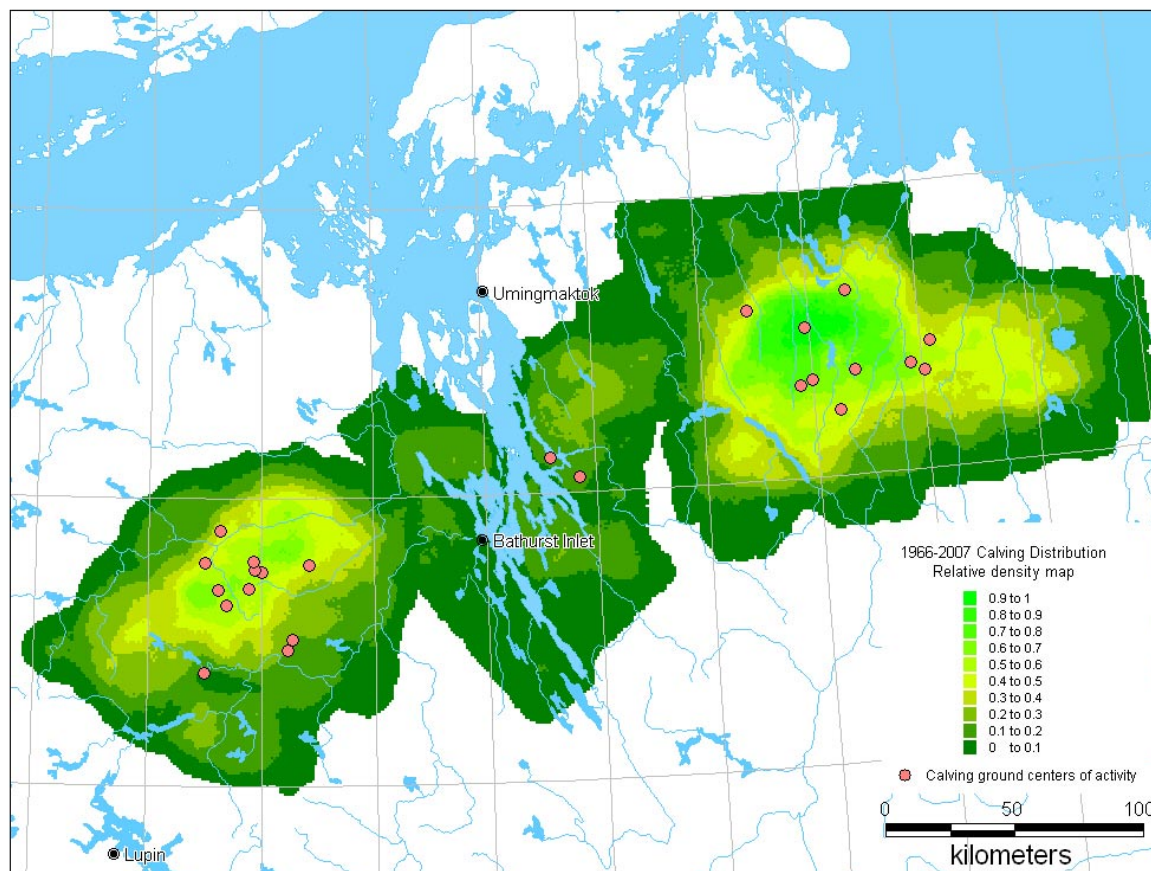 Umingmaktok
Bathurst Inlet
Lupin
1966-2007 Calving Distribution
Relative density map
0.9 to 1
0.8 to 0.9
0.7 to 0.8
0.6 to 0.7
0.5 to 0.6
0.4 to 0.5
0.3 to 0.4
0.2 to 0.3
0.1 to 0.2
0 to 0.1
Calving ground centers of activity
0 50 100
kilometers